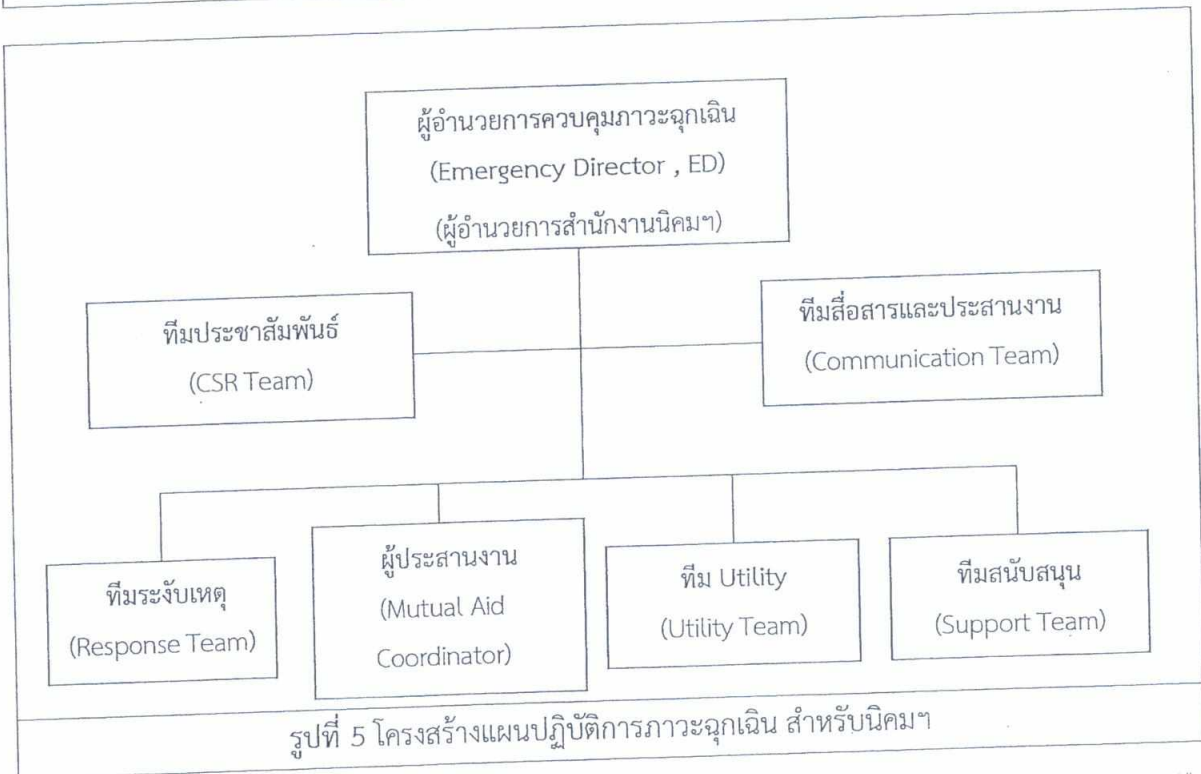 ผู้อำนวยการควบคุมภาวะฉุกเฉิน
(Emergency Director , ED)
(ผู้อำนวยการสำนักงานนิคมฯ)
ทีมประชาสัมพันธ์
(CSR Team)
ทีมสื่อสารและประสานงาน
(Communication Team)
ทีมระงับเหตุ
(Response Team)
ผู้ประสานงาน
(Mutual Aid
Coordinator)
ทีม Utility
(Utility Team)
ทีมสนับสนุน
(Support Team)
รูปที่ 5 โครงสร้างแผนปฏิบัติการภาวะฉุกเฉิน สำหรับนิคมฯ